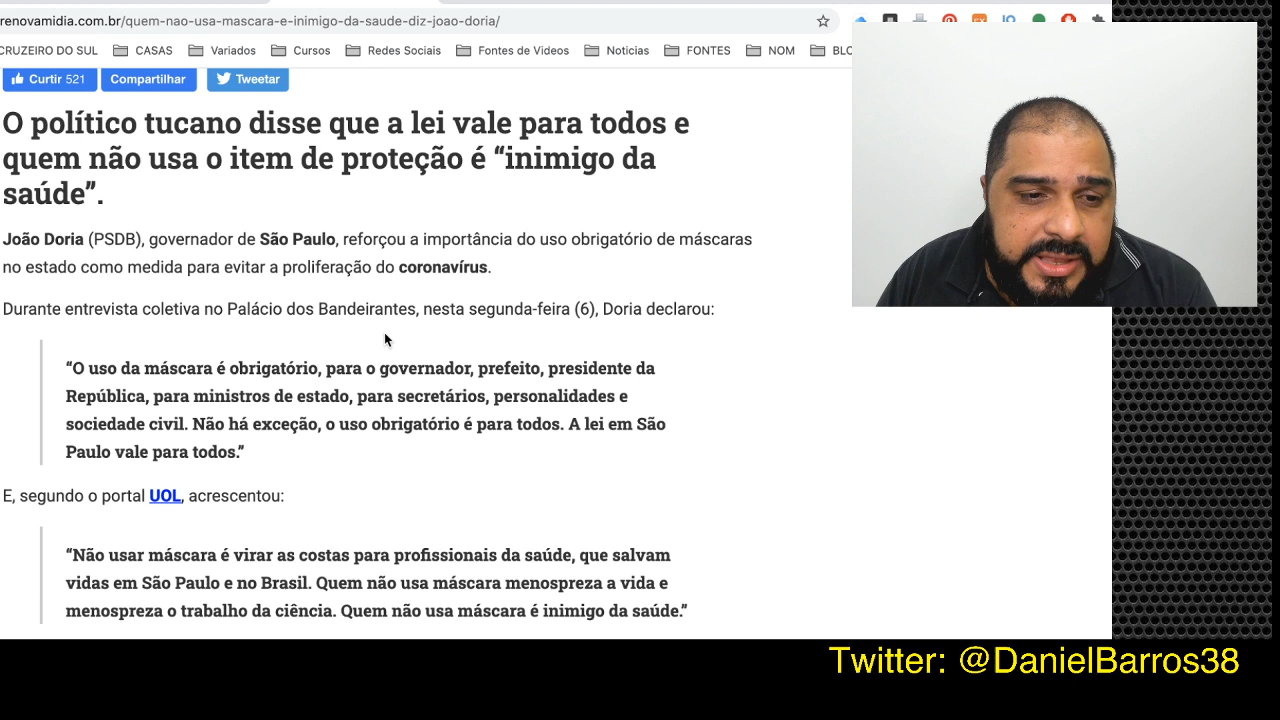 renovamidia.com.br/quem-nao-usa-mascara-e-inimigo-da-saude-diz-joao-doria/
CRUZEIRO DO SUL CASAS Variados Cursos Redes Sociais Fontes de Videos Noticias FONTES NOM
Curtir 521 Compartilhar Tweetar
O político tucano disse que a lei vale para todos e
quem não usa o item de proteção é “inimigo da
saúde”.
João Doria (PSDB), governador de São Paulo, reforçou a importância do uso obrigatório de máscaras
no estado como medida para evitar a proliferação do coronavírus.
Durante entrevista coletiva no Palácio dos Bandeirantes, nesta segunda-feira (6), Doria declarou:
“O uso da máscara é obrigatório, para o governador, prefeito, presidente da
República, para ministros de estado, para secretários, personalidades e
sociedade civil. Não há exceção, o uso obrigatório é para todos. A lei em São
Paulo vale para todos.”
E, segundo o portal UOL, acrescentou:
“Não usar máscara é virar as costas para profissionais da saúde, que salvam
vidas em São Paulo e no Brasil. Quem não usa máscara menospreza a vida e
menospreza o trabalho da ciência. Quem não usa máscara é inimigo da saúde.”
Twitter: @DanielBarros38